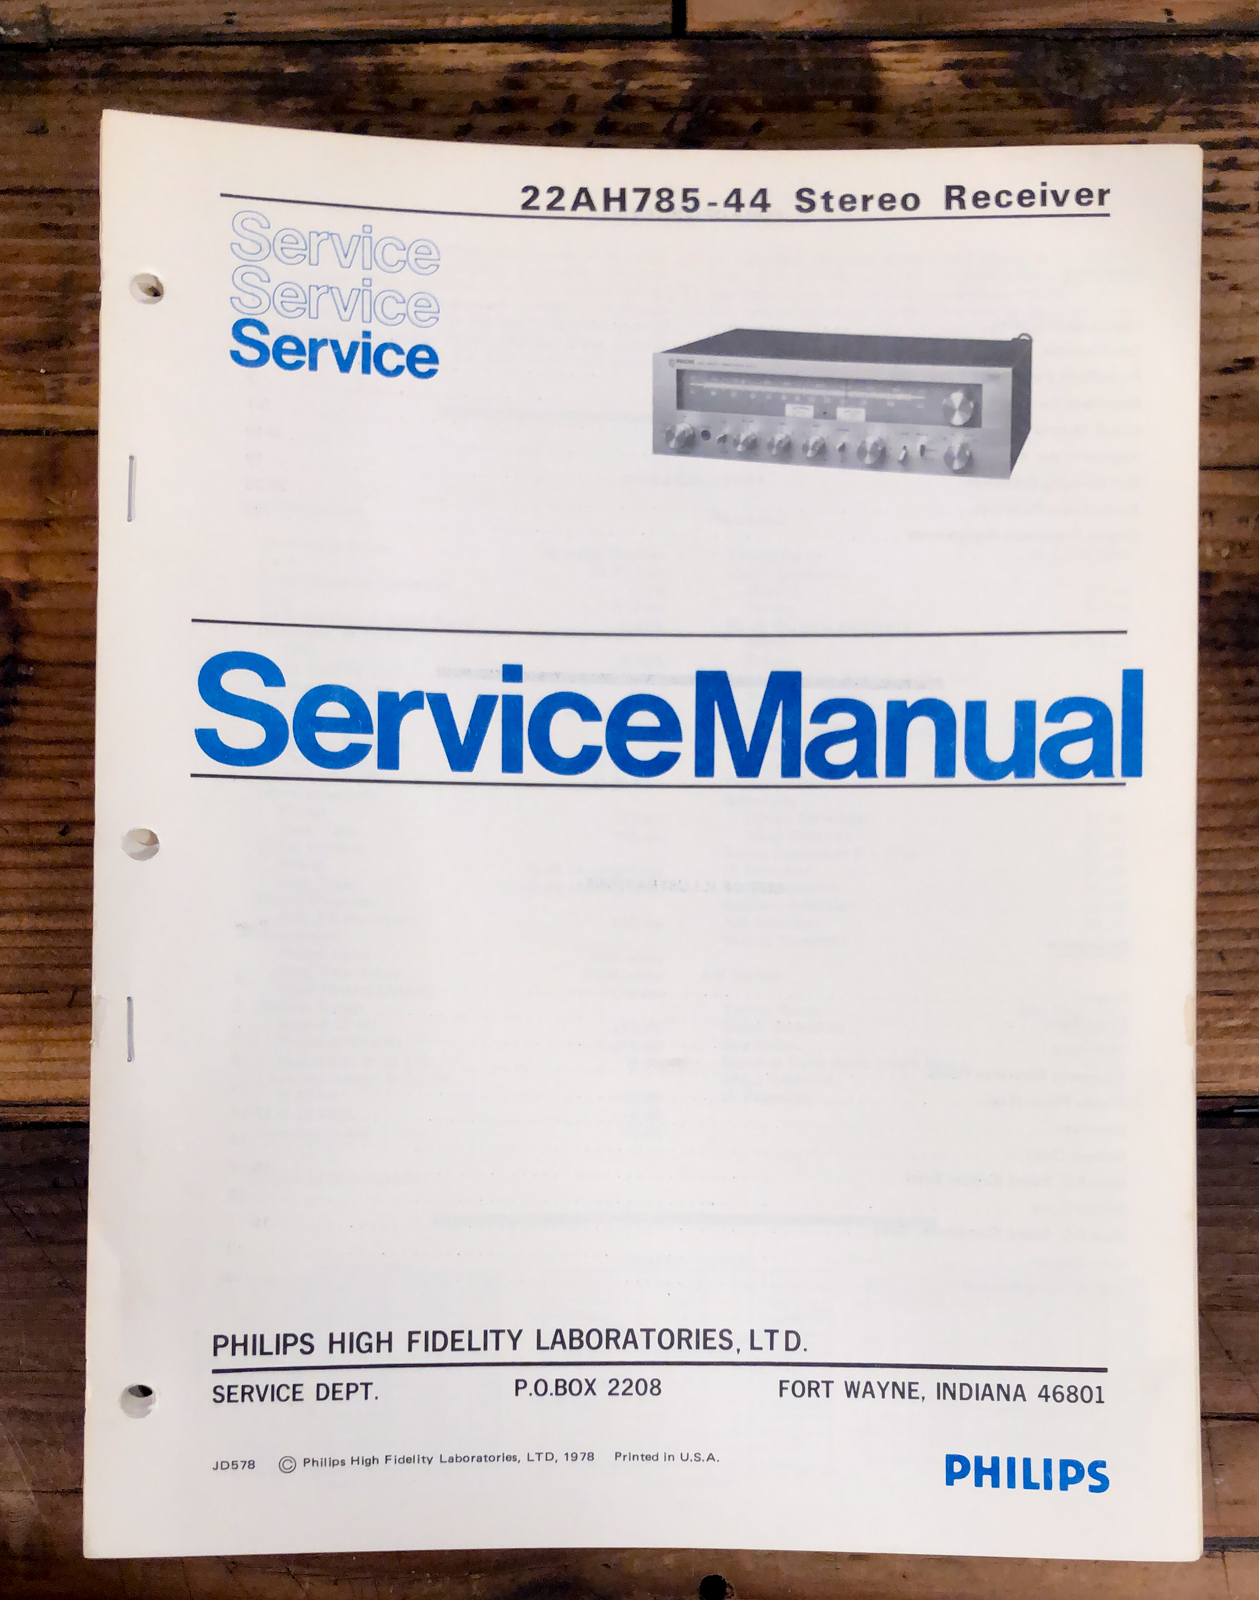 22AH785-44 Stereo Receiver
Service
Service
Service
ServiceManual
PHILIPS HIGH FIDELITY LABORATORIES, LTD.
SERVICE DEPT. P.O.BOX 2208 FORT WAYNE, INDIANA 46801
JD578 © Philips High Fidelity Laboratories, LTD, 1978 Printed in U.S.A.
PHILIPS